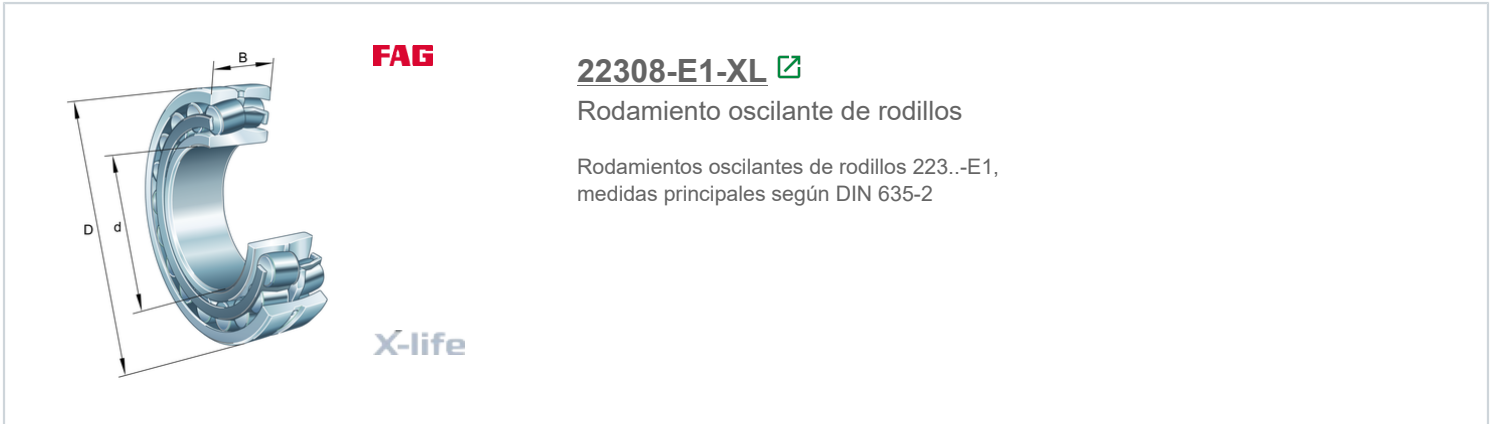 B
FAG
22308-E1-XL
Rodamiento oscilante de rodillos
Rodamientos oscilantes de rodillos 223..-E1,
medidas principales según DIN 635-2
D
d
X-life